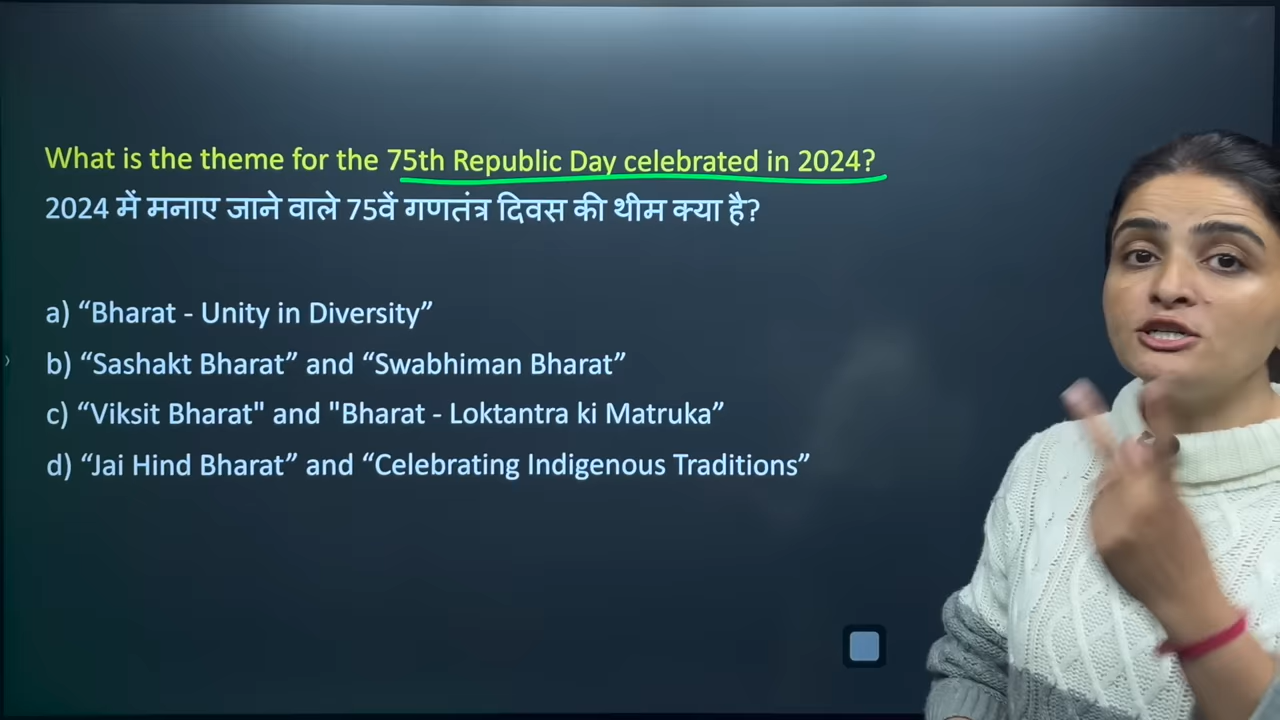 What is the theme for the 75th Republic Day celebrated in 2024?
2024 में मनाए जाने वाले 75वें गणतंत्र दिवस की थीम क्या है?
a) “Bharat - Unity in Diversity”
b) “Sashakt Bharat” and “Swabhiman Bharat”
c) “Viksit Bharat" and "Bharat - Loktantra ki Matruka”
d) “Jai Hind Bharat” and “Celebrating Indigenous Traditions”